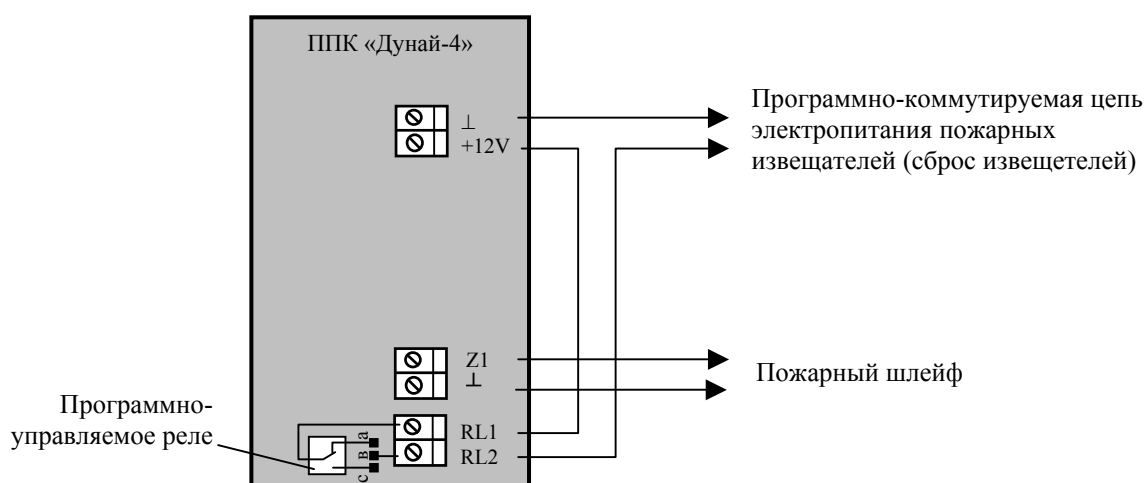 ППК «Дунай-4»
⊥
+12V
Программно-коммутируемая цепь
электропитания пожарных
извещателей (сброс извещетелей)
Z1
⊥
Пожарный шлейф
Программно-
управляемое реле
a
в
c
RL1
RL2